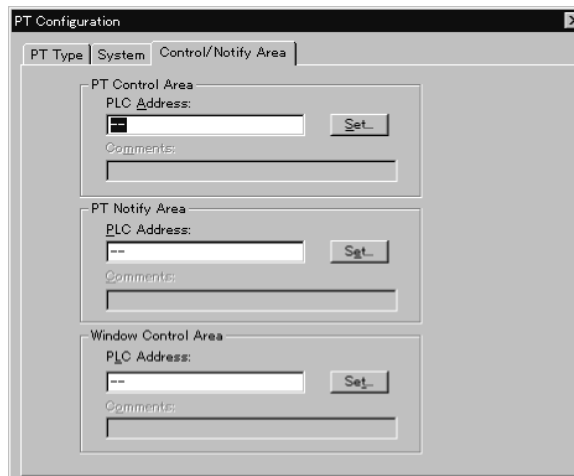 PT Configuration
PT Type System Control/Notify Area
PT Control Area
PLC Address:
--
Set...
Comments:
PT Notify Area
PLC Address:
--
Set...
Comments:
Window Control Area
PLC Address:
--
Set...
Comments: